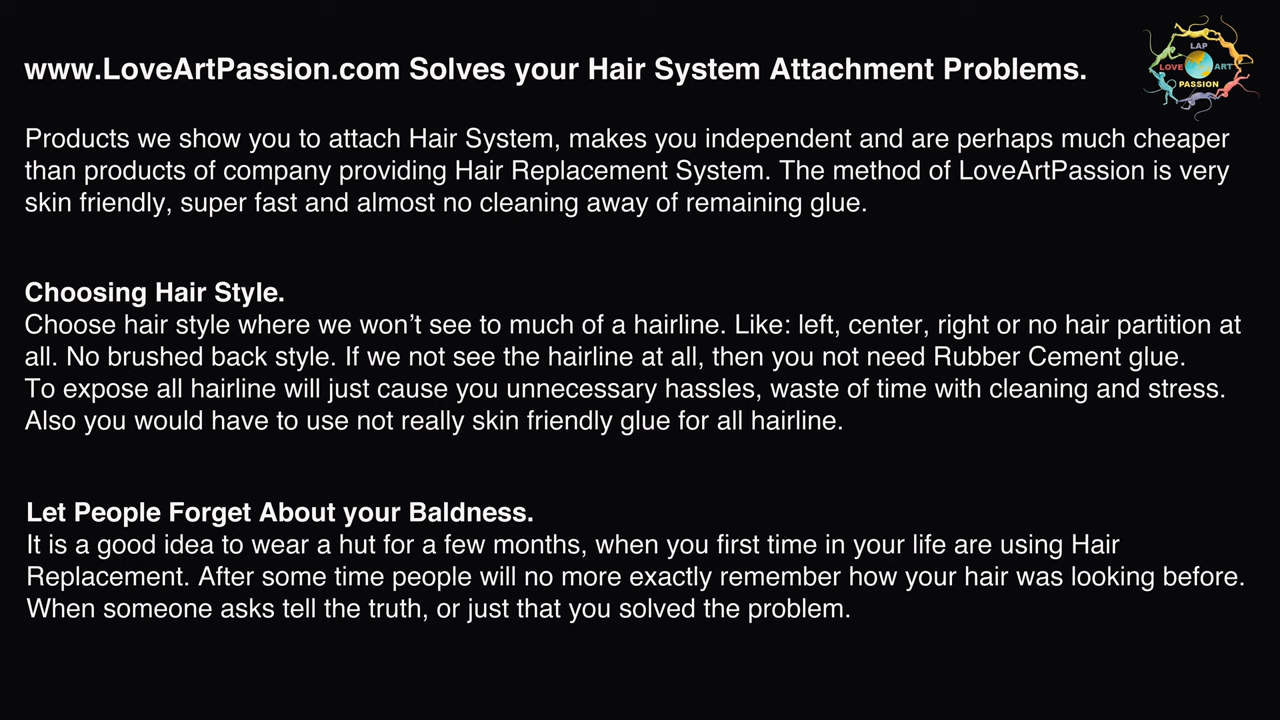 www.LoveArtPassion.com Solves your Hair System Attachment Problems.
LAP
LOVE ART
PASSION
Products we show you to attach Hair System, makes you independent and are perhaps much cheaper
than products of company providing Hair Replacement System. The method of LoveArtPassion is very
skin friendly, super fast and almost no cleaning away of remaining glue.
Choosing Hair Style.
Choose hair style where we won’t see to much of a hairline. Like: left, center, right or no hair partition at
all. No brushed back style. If we not see the hairline at all, then you not need Rubber Cement glue.
To expose all hairline will just cause you unnecessary hassles, waste of time with cleaning and stress.
Also you would have to use not really skin friendly glue for all hairline.
Let People Forget About your Baldness.
It is a good idea to wear a hut for a few months, when you first time in your life are using Hair
Replacement. After some time people will no more exactly remember how your hair was looking before.
When someone asks tell the truth, or just that you solved the problem.